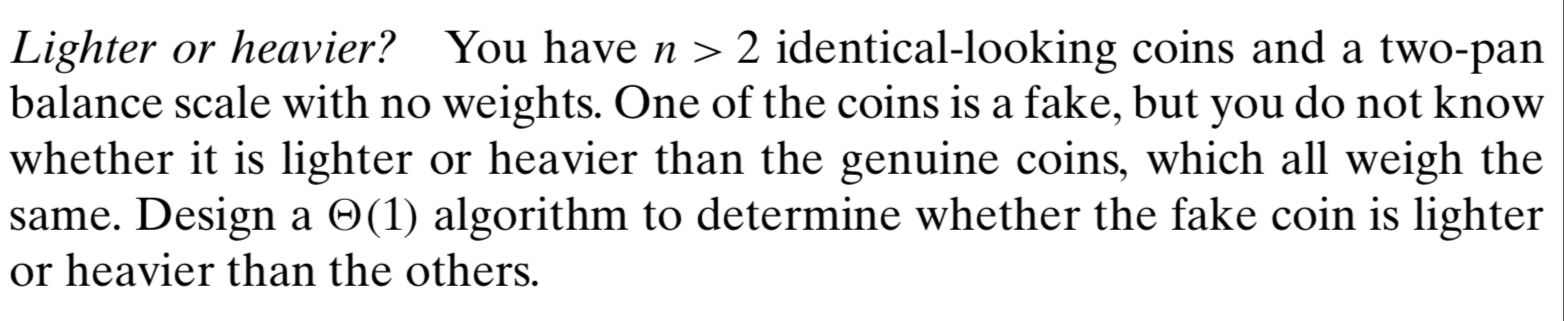 Lighter or heavier? You have n > 2 identical-looking coins and a two-pan
balance scale with no weights. One of the coins is a fake, but you do not know
whether it is lighter or heavier than the genuine coins, which all weigh the
same. Design a Θ(1) algorithm to determine whether the fake coin is lighter
or heavier than the others.